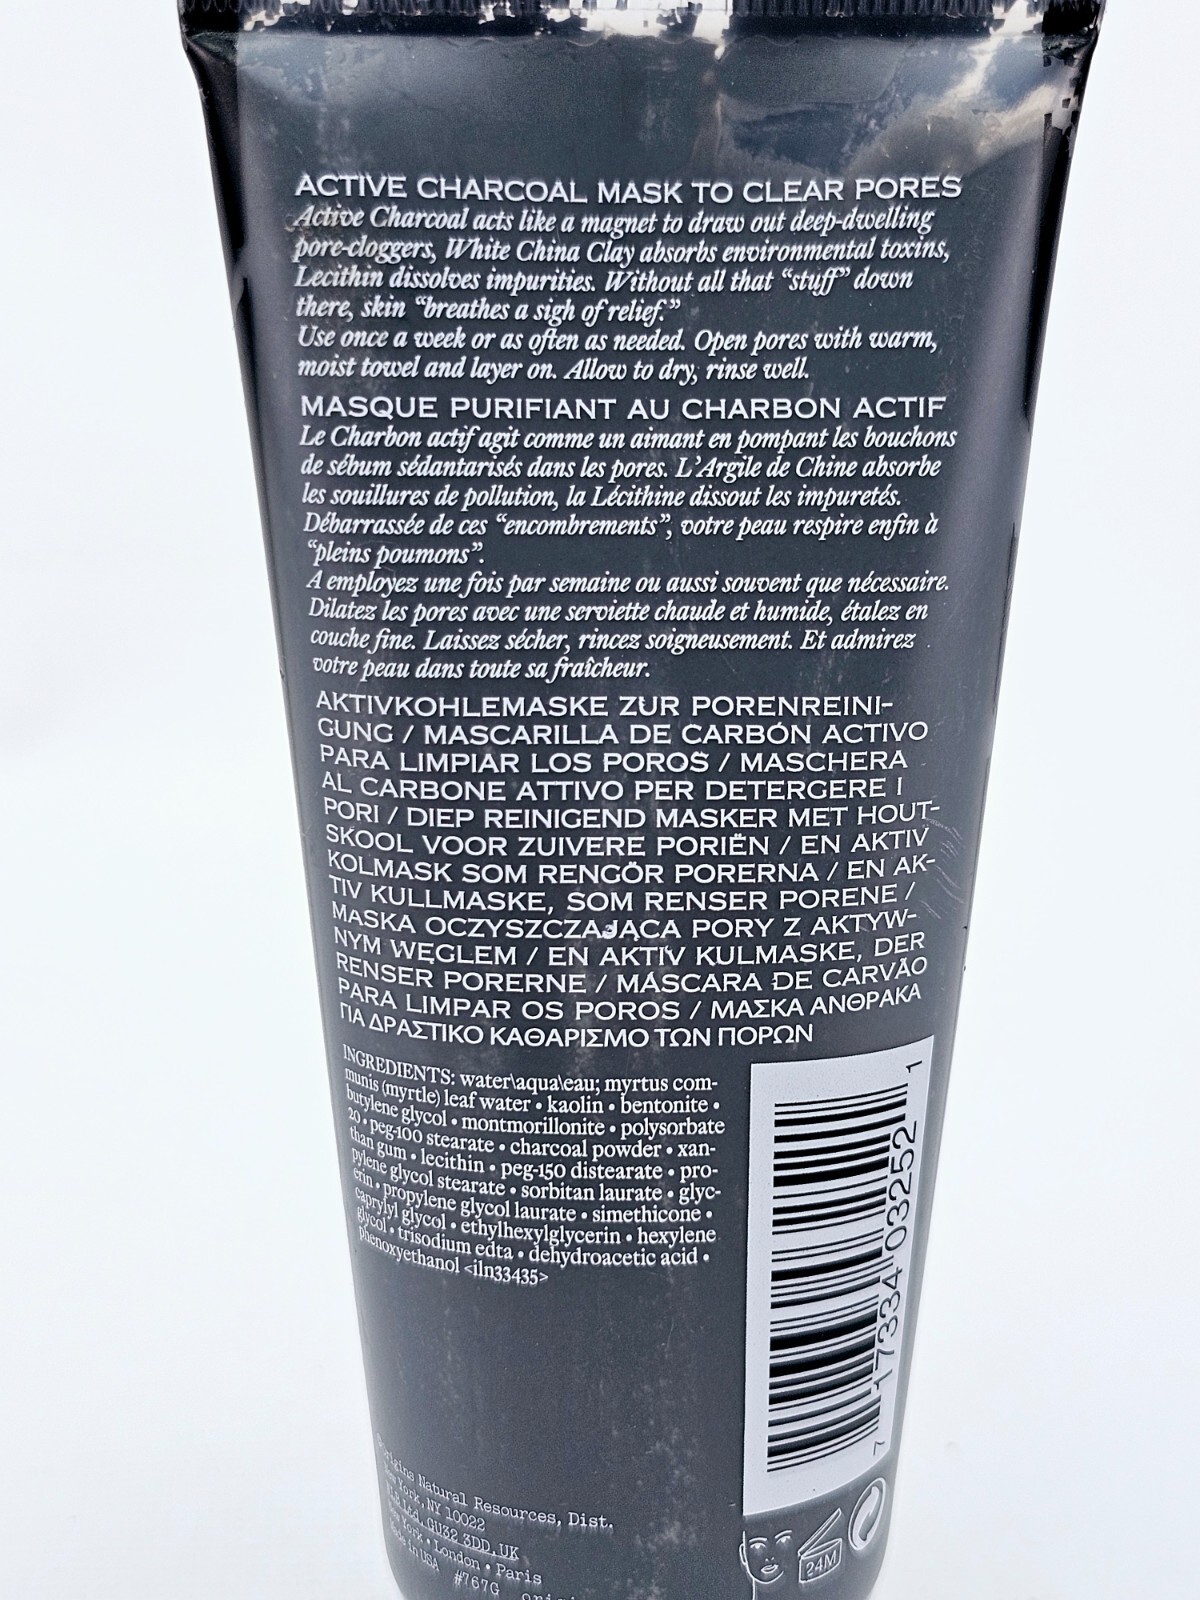 ACTIVE CHARCOAL MASK TO CLEAR PORES
Active Charcoal acts like a magnet to draw out deep-dwelling
pore-cloggers, White China Clay absorbs environmental toxins,
Lecithin dissolves impurities. Without all that “stuff” down
there, skin “breathes a sigh of relief.”
Use once a week or as often as needed. Open pores with warm,
moist towel and layer on. Allow to dry, rinse well.
MASQUE PURIFIANT AU CHARBON ACTIF
Le Charbon actif agit comme un aimant en pompant les bouchons
de sébum sédantarisés dans les pores. L’Argile de Chine absorbe
les souillures de pollution, la Lécithine dissout les impuretés.
Débarrassée de ces “encombrements”, votre peau respire enfin à
“pleins poumons”.
A employez une fois par semaine ou aussi souvent que nécessaire.
Dilatez les pores avec une serviette chaude et humide, étalez en
couche fine. Laissez sécher, rincez soigneusement. Et admirez
votre peau dans toute sa fraîcheur.
AKTIVKOHLEMASKE ZUR PORENREINI-
GUNG / MASCARILLA DE CARBÓN ACTIVO
PARA LIMPIAR LOS POROS / MASCHERA
AL CARBONE ATTIVO PER DETERGERE I
PORI / DIEP REINIGEND MASKER MET HOUT-
SKOOL VOOR ZUIVERE PORIËN / EN AKTIV
KOLMASK SOM RENGÖR PORERNA / EN AK-
TIV KULLMASKE, SOM RENSER PORENE /
MASKA OCZYSZCZAJĄCA PORY Z AKTYW-
NYM WĘGLEM / EN AKTIV KULMASKE, DER
RENSER PORERNE / MÁSCARA DE CARVÃO
PARA LIMPAR OS POROS / ΜΑΣΚΑ ΑΝΘΡΑΚΑ
ΓΙΑ ΔΡΑΣΤΙΚΟ ΚΑΘΑΡΙΣΜΟ ΤΩΝ ΠΟΡΩΝ
INGREDIENTS: water\aqua\eau; myrtus com-
munis (myrtle) leaf water • kaolin • bentonite •
butylene glycol • montmorillonite • polysorbate
20 • peg-100 stearate • charcoal powder • xan-
than gum • lecithin • peg-150 distearate • pro-
pylene glycol stearate • sorbitan laurate • glyc-
erin • propylene glycol laurate • simethicone •
caprylyl glycol • ethylhexylglycerin • hexylene
glycol • trisodium edta • dehydroacetic acid •
phenoxyethanol <iln33435>
7 17334 03252 1
Origins Natural Resources, Dist.
New York, NY 10022
Ltd. GU32 3DD, UK
New York • London • Paris
Made in USA #767G
24M